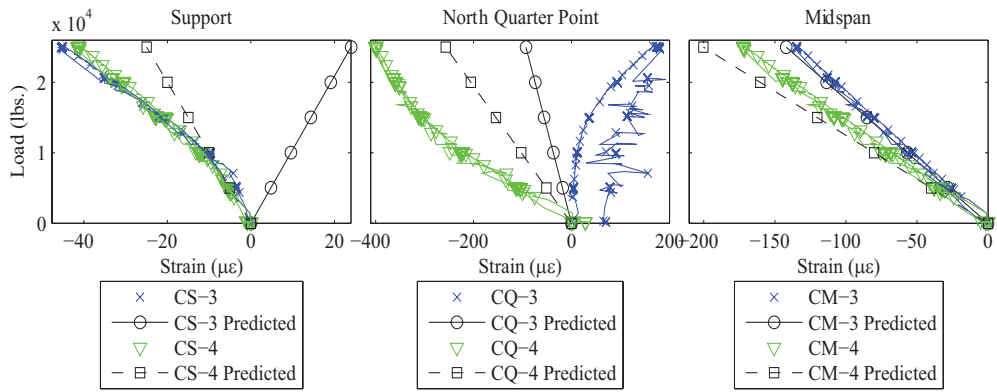 x 10⁴
Support
North Quarter Point
Midspan
Load (lbs.)
2
1
0
−40 −20 0 20
−400 −200 0 200
−200 −150 −100 −50 0
Strain (με)
Strain (με)
Strain (με)
CS−3
CS−3 Predicted
CS−4
CS−4 Predicted
CQ−3
CQ−3 Predicted
CQ−4
CQ−4 Predicted
CM−3
CM−3 Predicted
CM−4
CM−4 Predicted